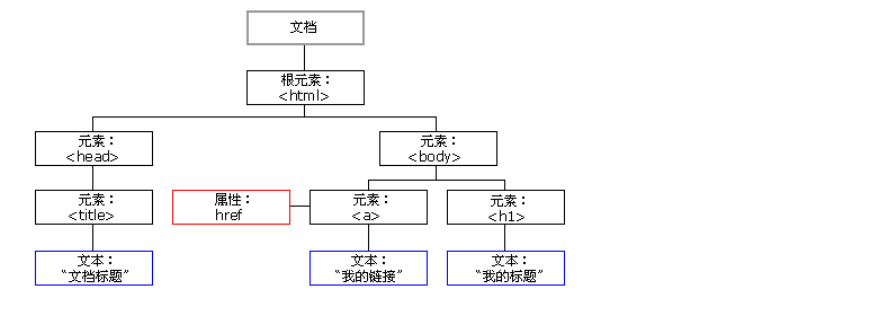 文档
根元素：
<html>
元素：
<head>
元素：
<body>
元素：
<title>
属性：
href
元素：
<a>
元素：
<h1>
文本：
“文档标题”
文本：
“我的链接”
文本：
“我的标题”